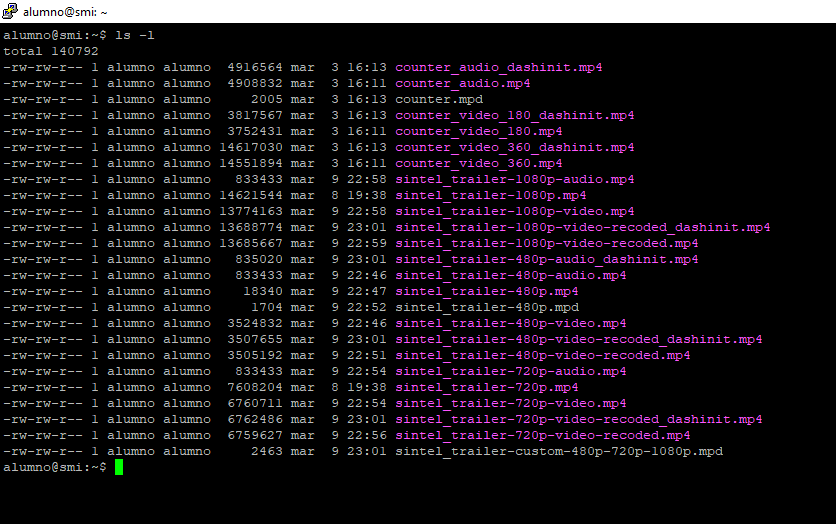 alumno@smi: ~
alumno@smi:~$ ls -l
total 140792
-rw-rw-r-- 1 alumno alumno  4916564 mar  3 16:13 counter_audio_dashinit.mp4
-rw-rw-r-- 1 alumno alumno  4908832 mar  3 16:11 counter_audio.mp4
-rw-rw-r-- 1 alumno alumno     2005 mar  3 16:13 counter.mpd
-rw-rw-r-- 1 alumno alumno  3817567 mar  3 16:13 counter_video_180_dashinit.mp4
-rw-rw-r-- 1 alumno alumno  3752431 mar  3 16:11 counter_video_180.mp4
-rw-rw-r-- 1 alumno alumno 14617030 mar  3 16:13 counter_video_360_dashinit.mp4
-rw-rw-r-- 1 alumno alumno 14551894 mar  3 16:11 counter_video_360.mp4
-rw-rw-r-- 1 alumno alumno   833433 mar  9 22:58 sintel_trailer-1080p-audio.mp4
-rw-rw-r-- 1 alumno alumno 14621544 mar  8 19:38 sintel_trailer-1080p.mp4
-rw-rw-r-- 1 alumno alumno 13774163 mar  9 22:58 sintel_trailer-1080p-video.mp4
-rw-rw-r-- 1 alumno alumno 13688774 mar  9 23:01 sintel_trailer-1080p-video-recoded_dashinit.mp4
-rw-rw-r-- 1 alumno alumno 13685667 mar  9 22:59 sintel_trailer-1080p-video-recoded.mp4
-rw-rw-r-- 1 alumno alumno   835020 mar  9 23:01 sintel_trailer-480p-audio_dashinit.mp4
-rw-rw-r-- 1 alumno alumno   833433 mar  9 22:46 sintel_trailer-480p-audio.mp4
-rw-rw-r-- 1 alumno alumno    18340 mar  9 22:47 sintel_trailer-480p.mp4
-rw-rw-r-- 1 alumno alumno     1704 mar  9 22:52 sintel_trailer-480p.mpd
-rw-rw-r-- 1 alumno alumno  3524832 mar  9 22:46 sintel_trailer-480p-video.mp4
-rw-rw-r-- 1 alumno alumno  3507655 mar  9 23:01 sintel_trailer-480p-video-recoded_dashinit.mp4
-rw-rw-r-- 1 alumno alumno  3505192 mar  9 22:51 sintel_trailer-480p-video-recoded.mp4
-rw-rw-r-- 1 alumno alumno   833433 mar  9 22:54 sintel_trailer-720p-audio.mp4
-rw-rw-r-- 1 alumno alumno  7608204 mar  8 19:38 sintel_trailer-720p.mp4
-rw-rw-r-- 1 alumno alumno  6760711 mar  9 22:54 sintel_trailer-720p-video.mp4
-rw-rw-r-- 1 alumno alumno  6762486 mar  9 23:01 sintel_trailer-720p-video-recoded_dashinit.mp4
-rw-rw-r-- 1 alumno alumno  6759627 mar  9 22:56 sintel_trailer-720p-video-recoded.mp4
-rw-rw-r-- 1 alumno alumno     2463 mar  9 23:01 sintel_trailer-custom-480p-720p-1080p.mpd
alumno@smi:~$